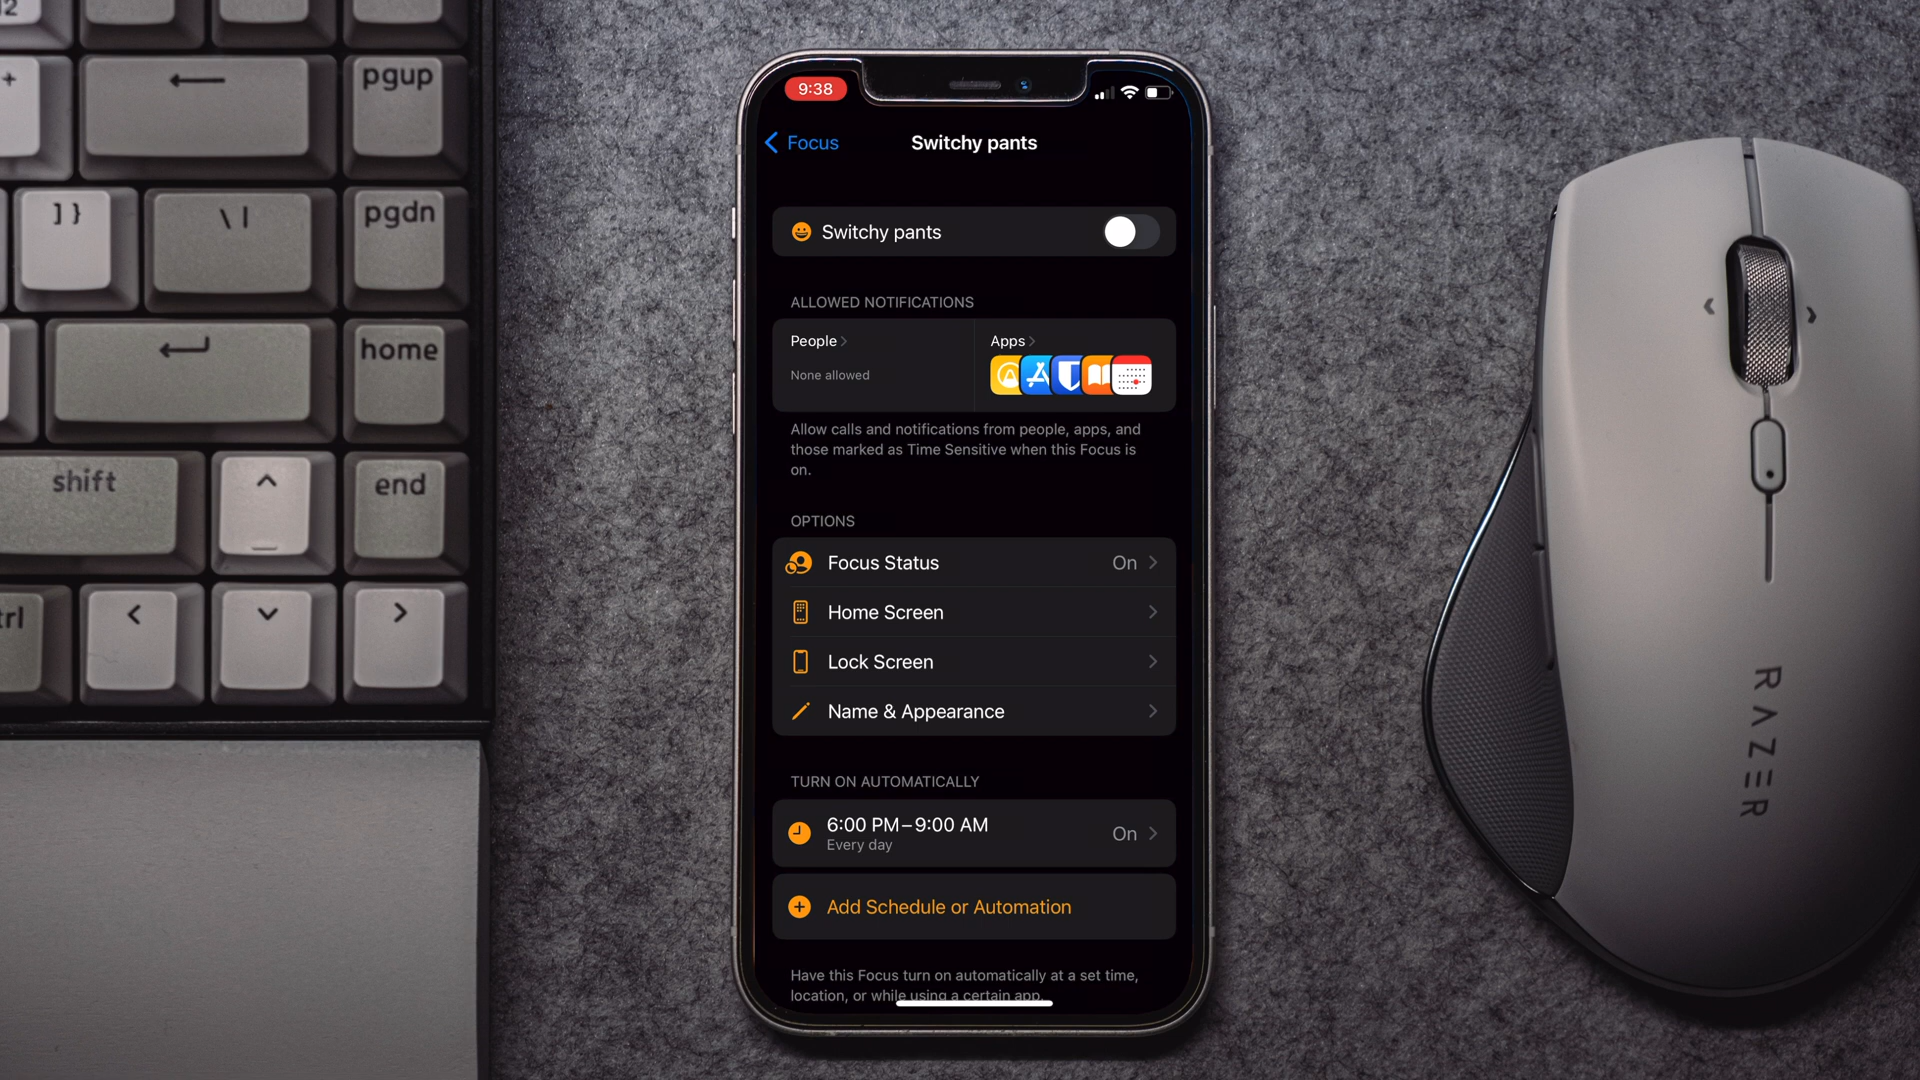 9:38
Focus
Switchy pants
Switchy pants
ALLOWED NOTIFICATIONS
People
Apps
None allowed
Allow calls and notifications from people, apps, and
those marked as Time Sensitive when this Focus is
on.
OPTIONS
Focus Status On
Home Screen
Lock Screen
Name & Appearance
TURN ON AUTOMATICALLY
6:00 PM–9:00 AM
Every day
On
Add Schedule or Automation
Have this Focus turn on automatically at a set time,
location, or while using a certain app.
+
pgup
] }
\ |
pgdn
home
shift
end
RAZER